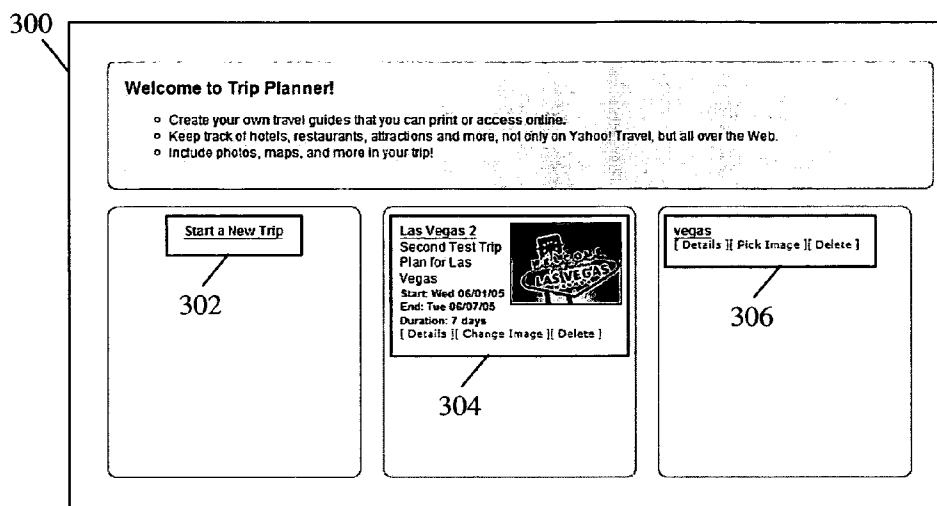 300
Welcome to Trip Planner!
Create your own travel guides that you can print or access online.
Keep track of hotels, restaurants, attractions and more, not only on Yahoo! Travel, but all over the Web.
Include photos, maps, and more in your trip!
Start a New Trip
302
Las Vegas 2
Second Test Trip
Plan for Las
Vegas
Start: Wed 06/01/05
End: Tue 06/07/05
Duration: 7 days
[ Details ][ Change Image ][ Delete ]
LAS VEGAS
304
vegas
[ Details ][ Pick Image ][ Delete ]
306